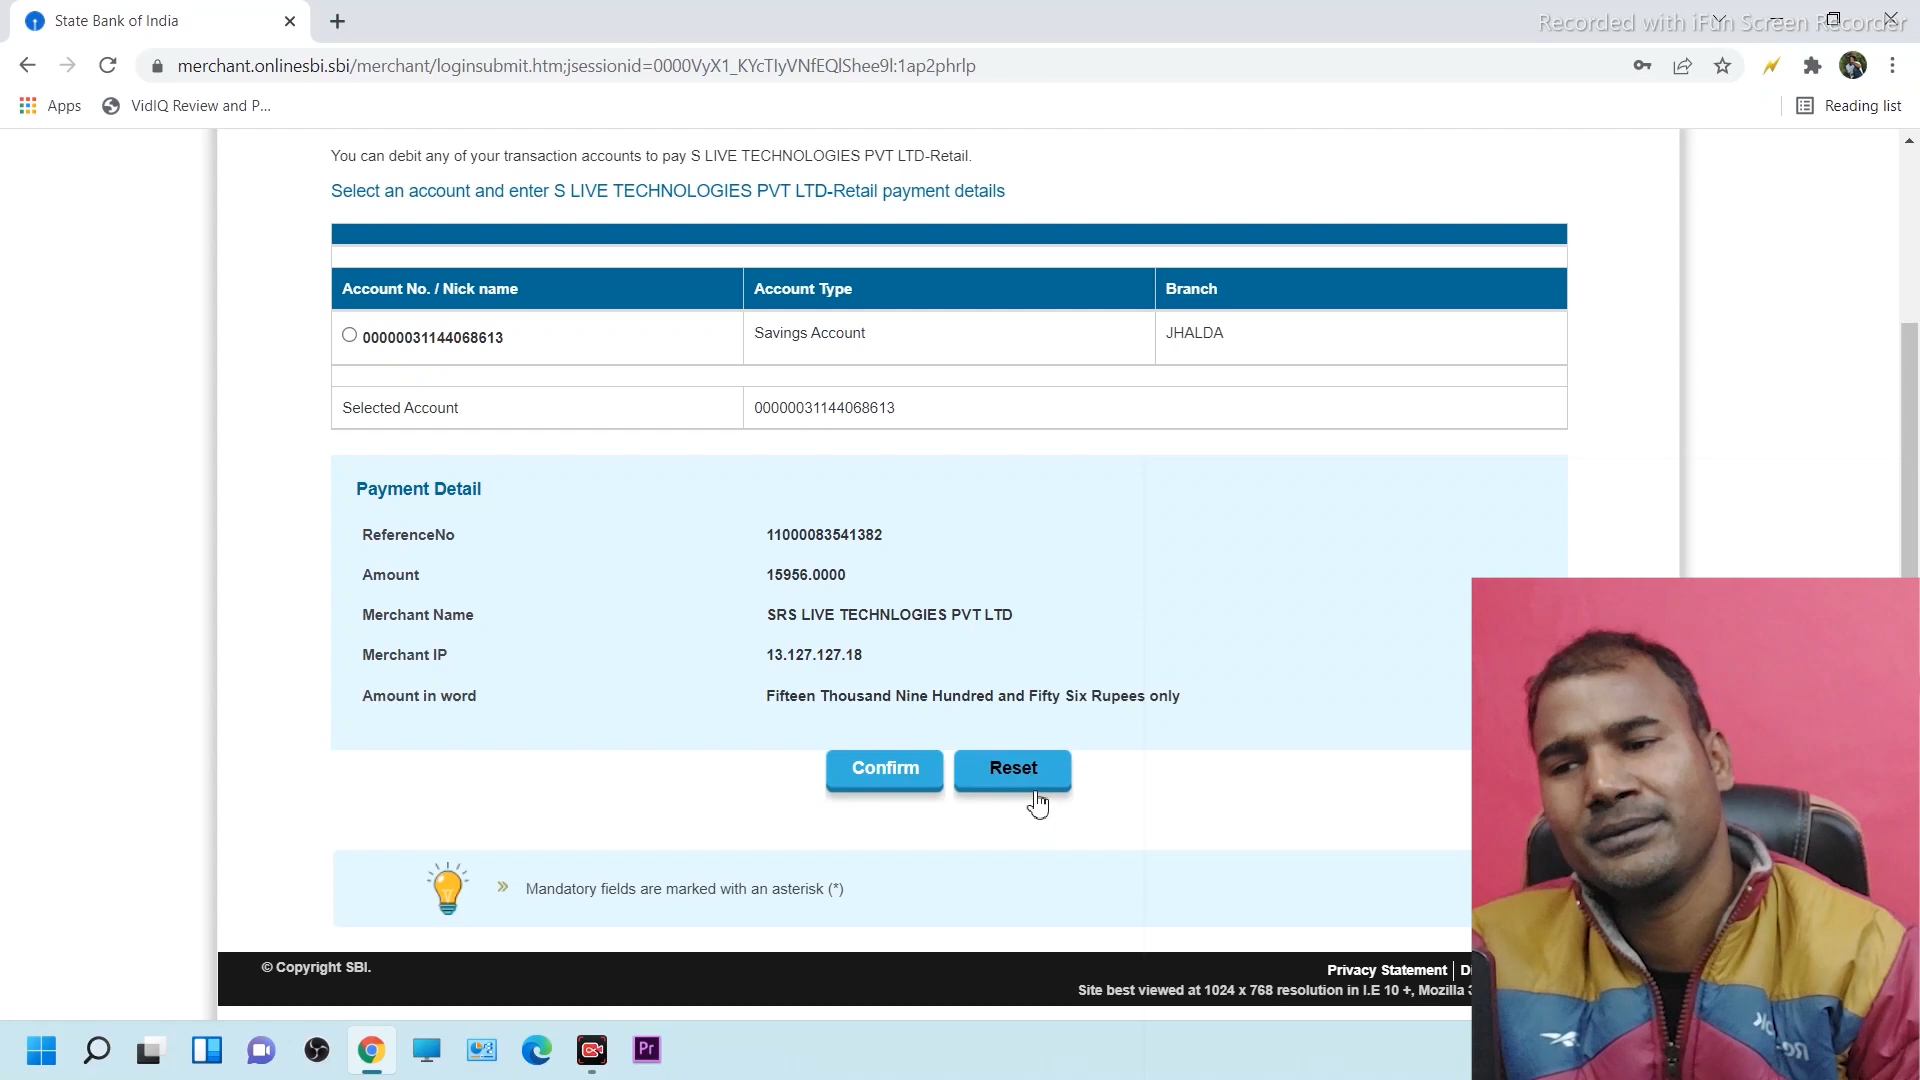 State Bank of India
Recorded with iFun Screen Recorder
merchant.onlinesbi.sbi/merchant/loginsubmit.htm;jsessionid=0000VyX1_KYcTIyVNfEQlShee9l:1ap2phrlp
Apps
VidIQ Review and P...
Reading list
You can debit any of your transaction accounts to pay S LIVE TECHNOLOGIES PVT LTD-Retail.
Select an account and enter S LIVE TECHNOLOGIES PVT LTD-Retail payment details
Account No. / Nick name Account Type Branch
00000031144068613 Savings Account JHALDA
Selected Account 00000031144068613
Payment Detail
ReferenceNo 11000083541382
Amount 15956.0000
Merchant Name SRS LIVE TECHNLOGIES PVT LTD
Merchant IP 13.127.127.18
Amount in word Fifteen Thousand Nine Hundred and Fifty Six Rupees only
Confirm Reset
» Mandatory fields are marked with an asterisk (*)
© Copyright SBI.
Privacy Statement | Di
Site best viewed at 1024 x 768 resolution in I.E 10 +, Mozilla 3
Pr